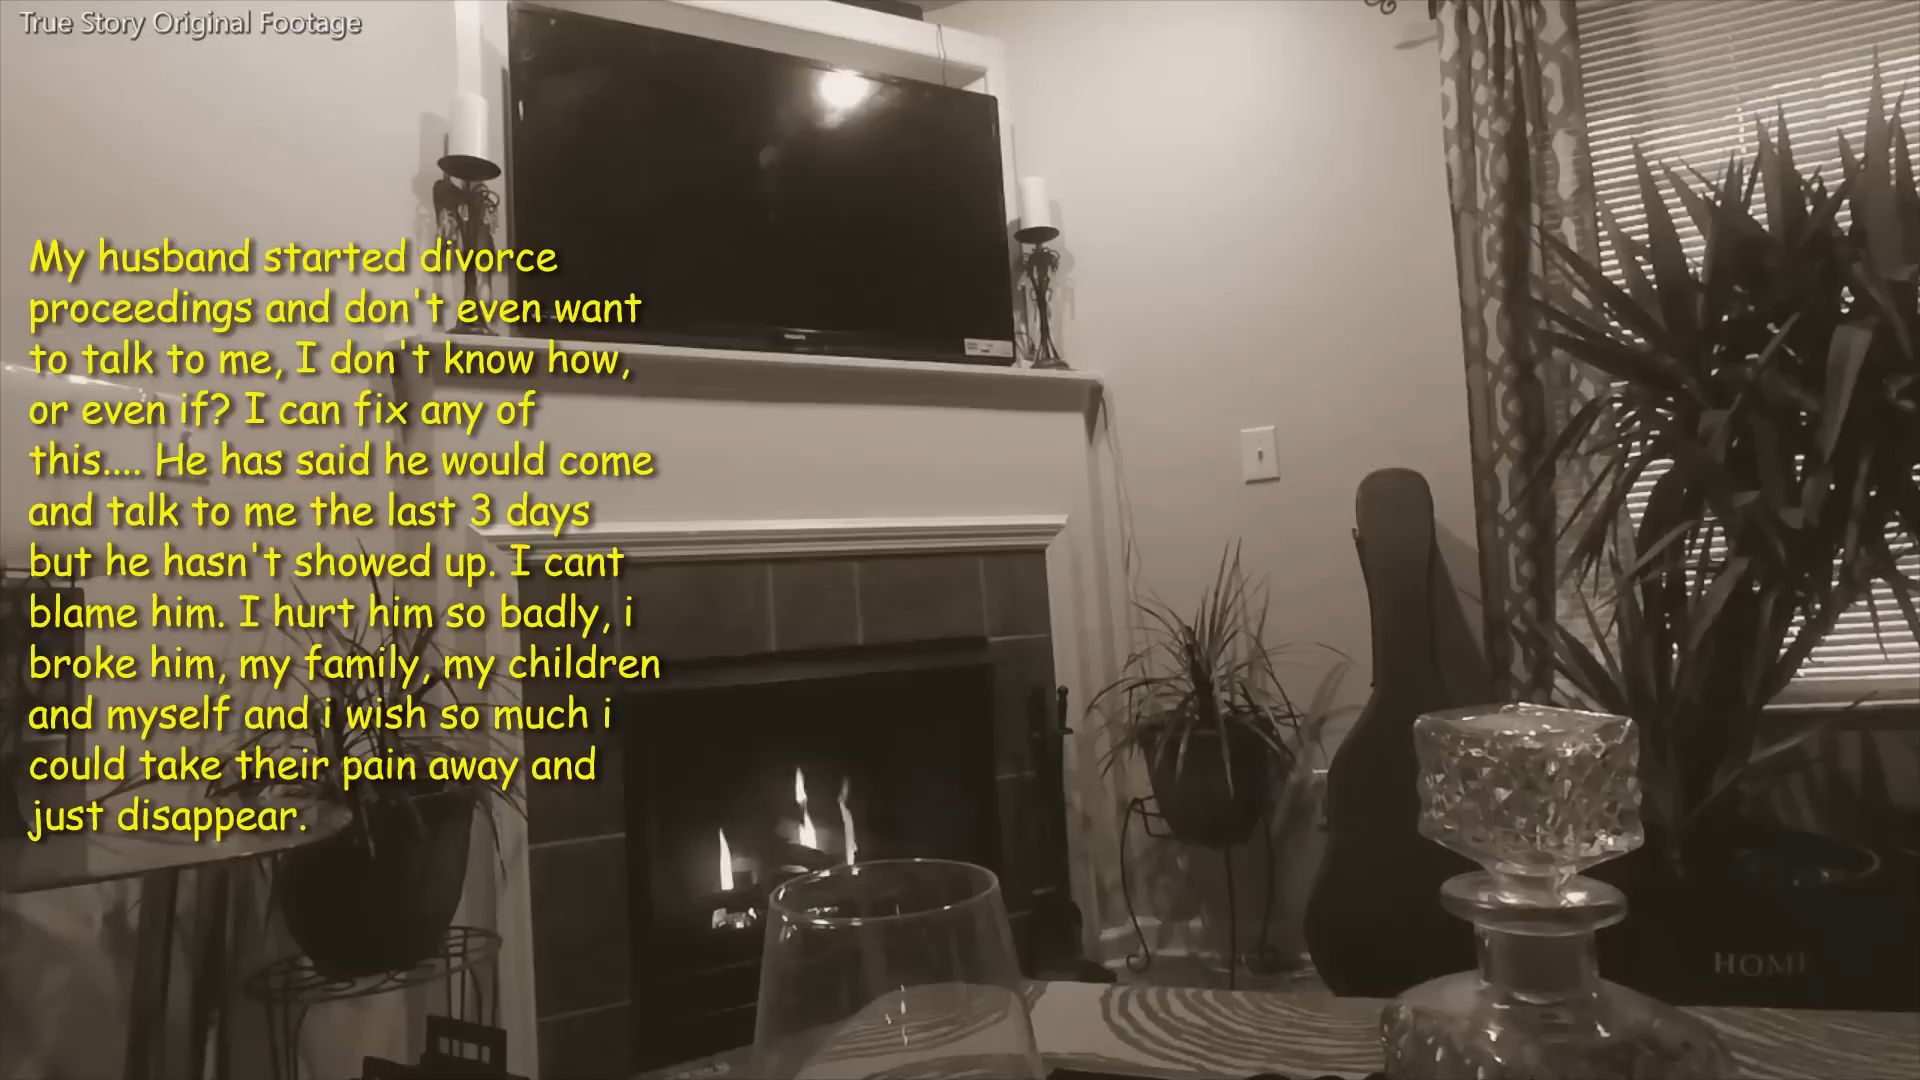 True Story Original Footage
My husband started divorce
proceedings and don't even want
to talk to me, I don't know how,
or even if? I can fix any of
this.... He has said he would come
and talk to me the last 3 days
but he hasn't showed up. I cant
blame him. I hurt him so badly, i
broke him, my family, my children
and myself and i wish so much i
could take their pain away and
just disappear.
HOME